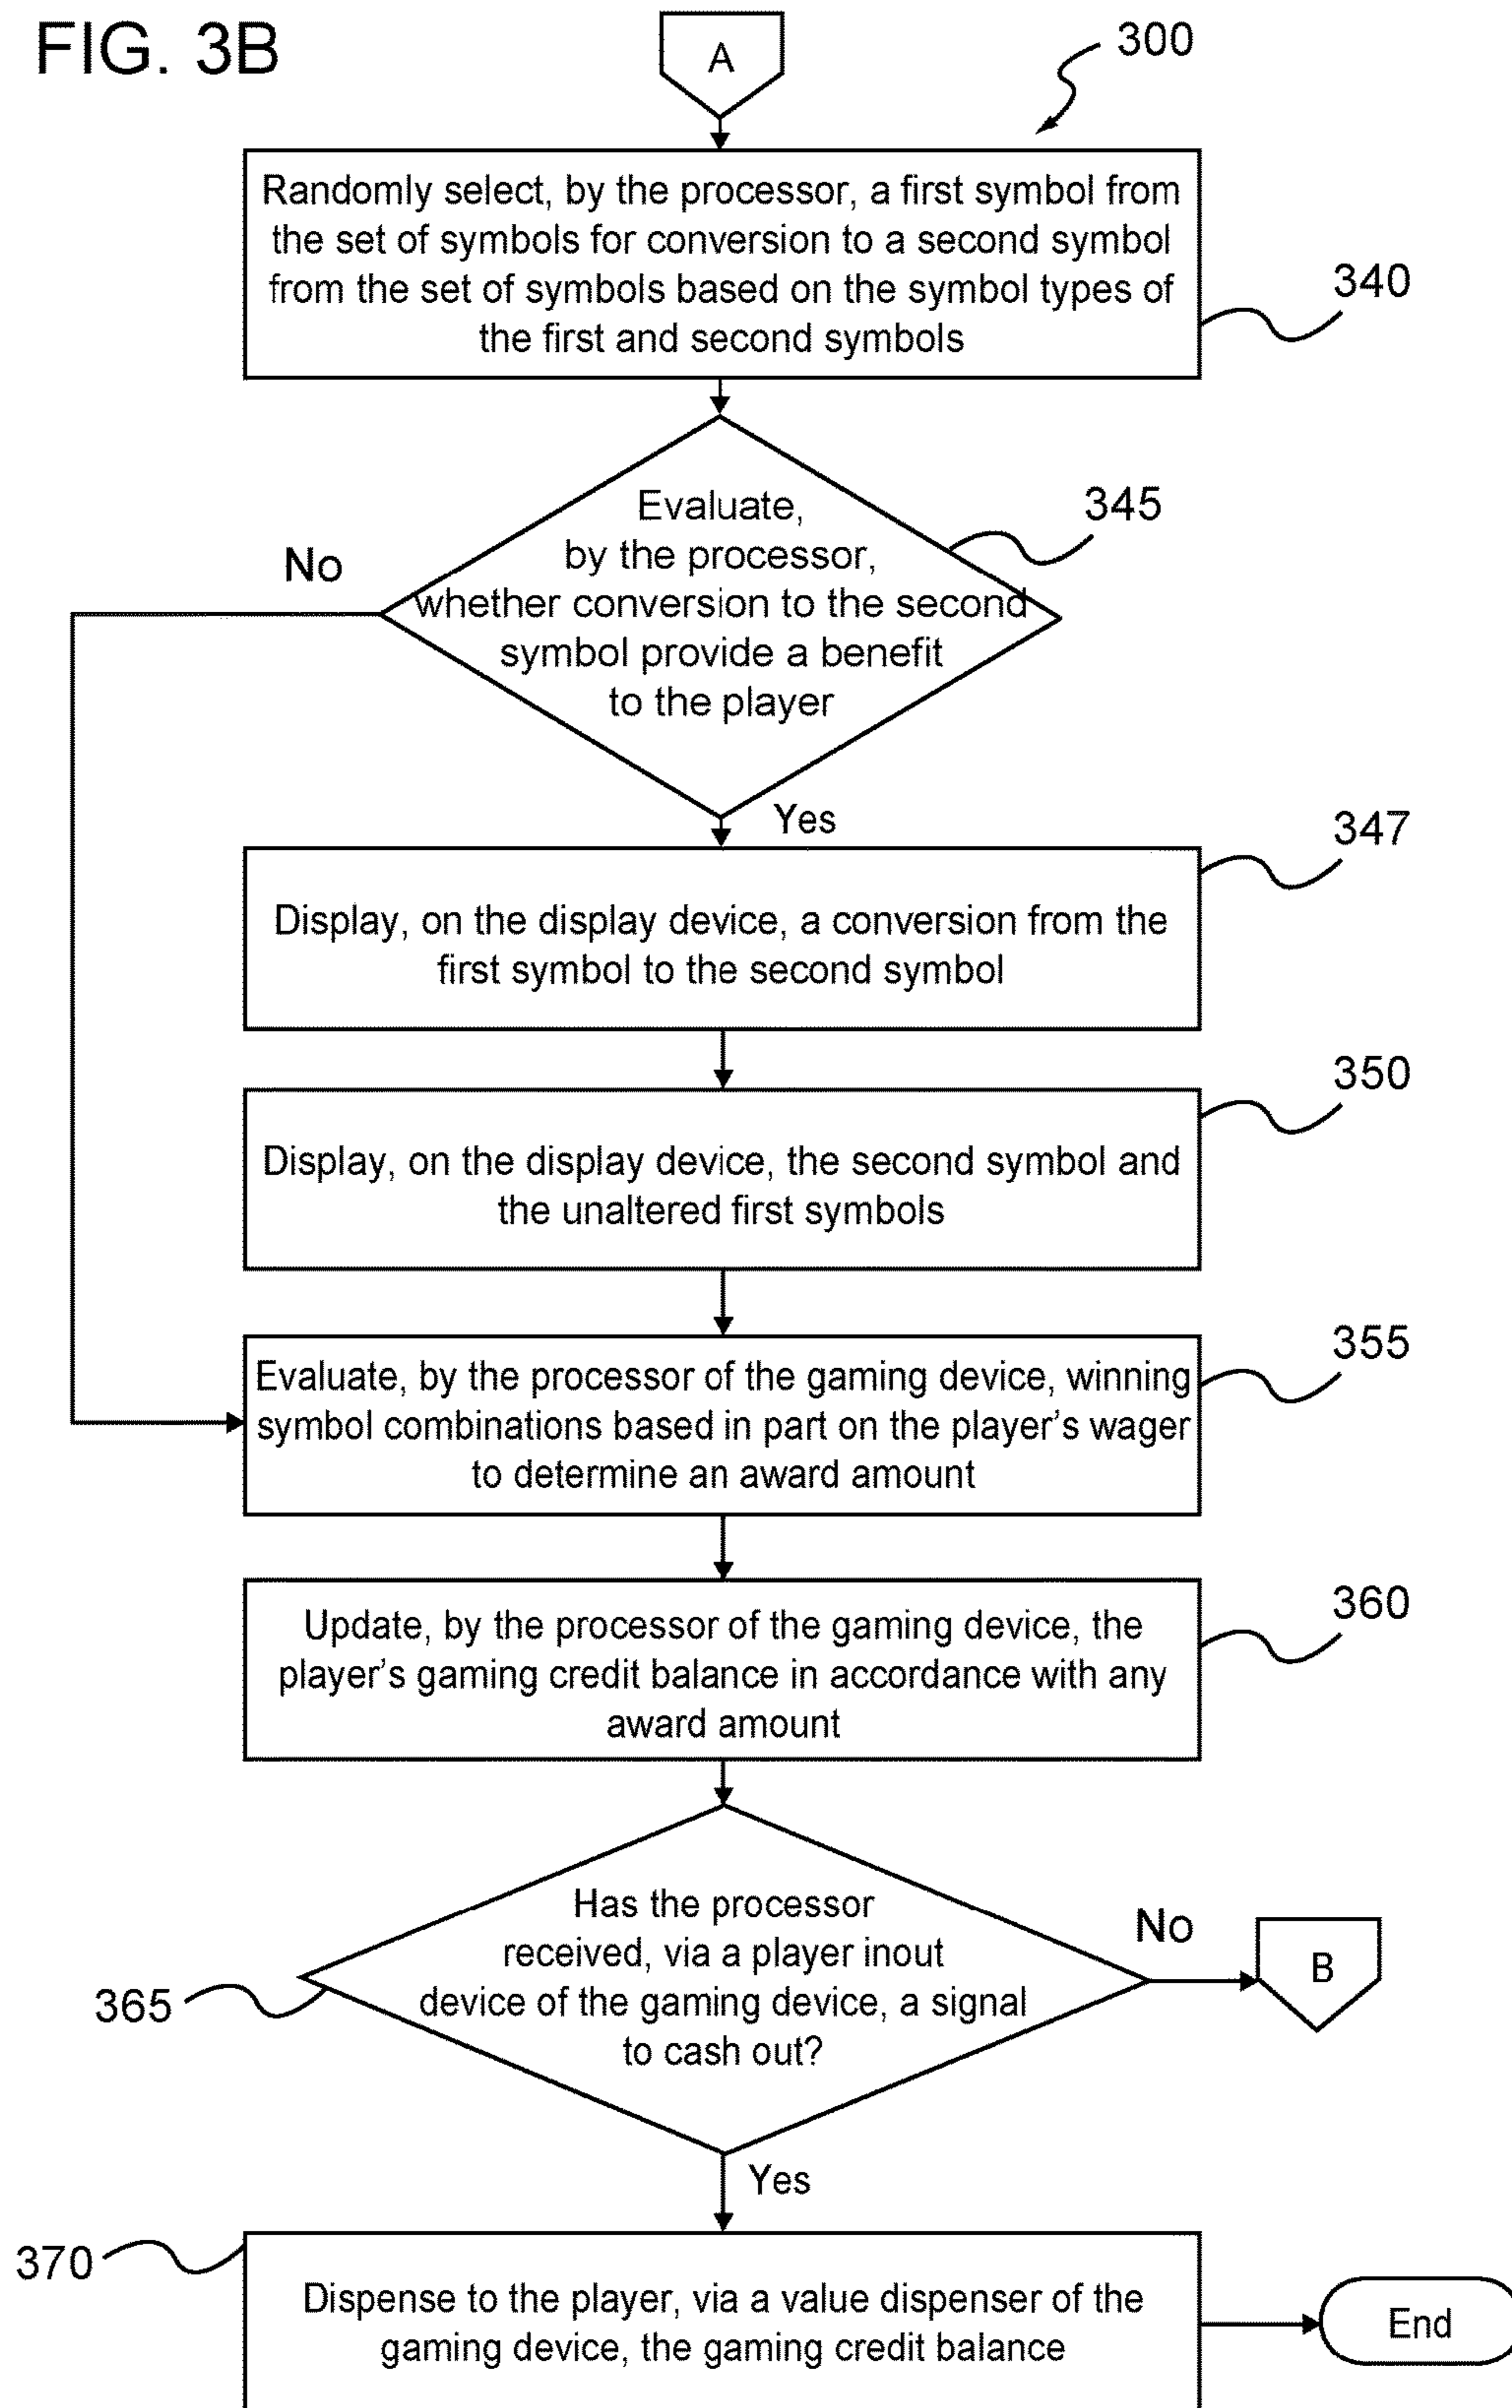 FIG. 3B
A
300
Randomly select, by the processor, a first symbol from
the set of symbols for conversion to a second symbol
from the set of symbols based on the symbol types of
the first and second symbols
340
Evaluate,
by the processor,
whether conversion to the second
symbol provide a benefit
to the player
345
No
Yes
347
Display, on the display device, a conversion from the
first symbol to the second symbol
350
Display, on the display device, the second symbol and
the unaltered first symbols
355
Evaluate, by the processor of the gaming device, winning
symbol combinations based in part on the player's wager
to determine an award amount
360
Update, by the processor of the gaming device, the
player's gaming credit balance in accordance with any
award amount
Has the processor
received, via a player inout
device of the gaming device, a signal
to cash out?
365
No
B
Yes
370
Dispense to the player, via a value dispenser of the
gaming device, the gaming credit balance
End